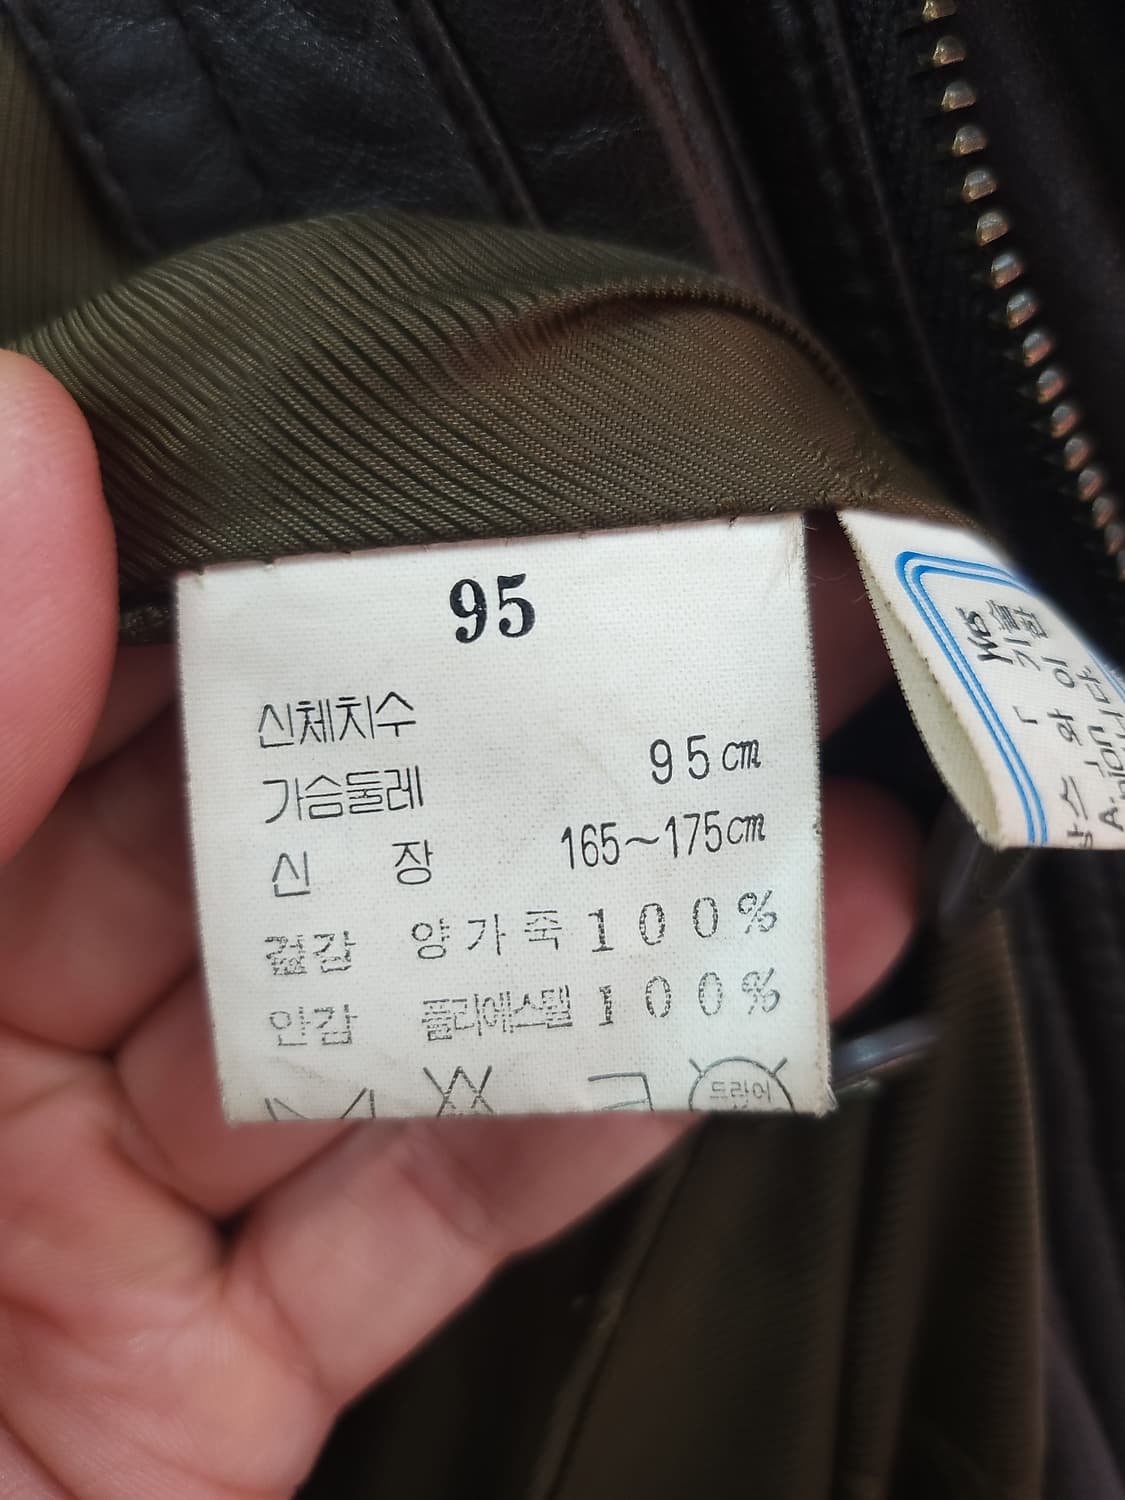 95
신체치수
가슴둘레 95cm
신 장 165~175cm
겉감 양가죽 100%
안감 폴리에스텔 100%
드라이